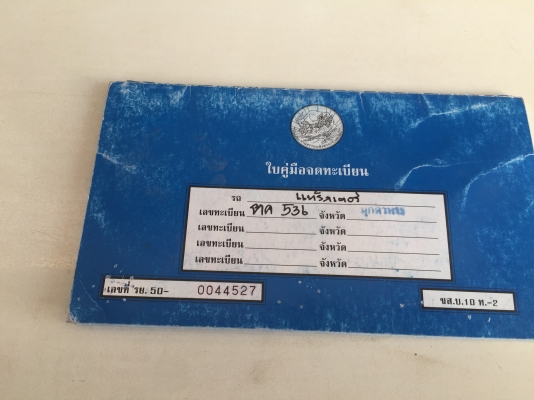 ใบคู่มือจดทะเบียน
รถ แทรคเตอร์
เลขทะเบียน ตค 536 จังหวัด มุกดาหาร
เลขทะเบียน จังหวัด
เลขทะเบียน จังหวัด
เลขทะเบียน จังหวัด
เลขที่ รย. 50- 0044527
ขส.บ.10 ท.-2